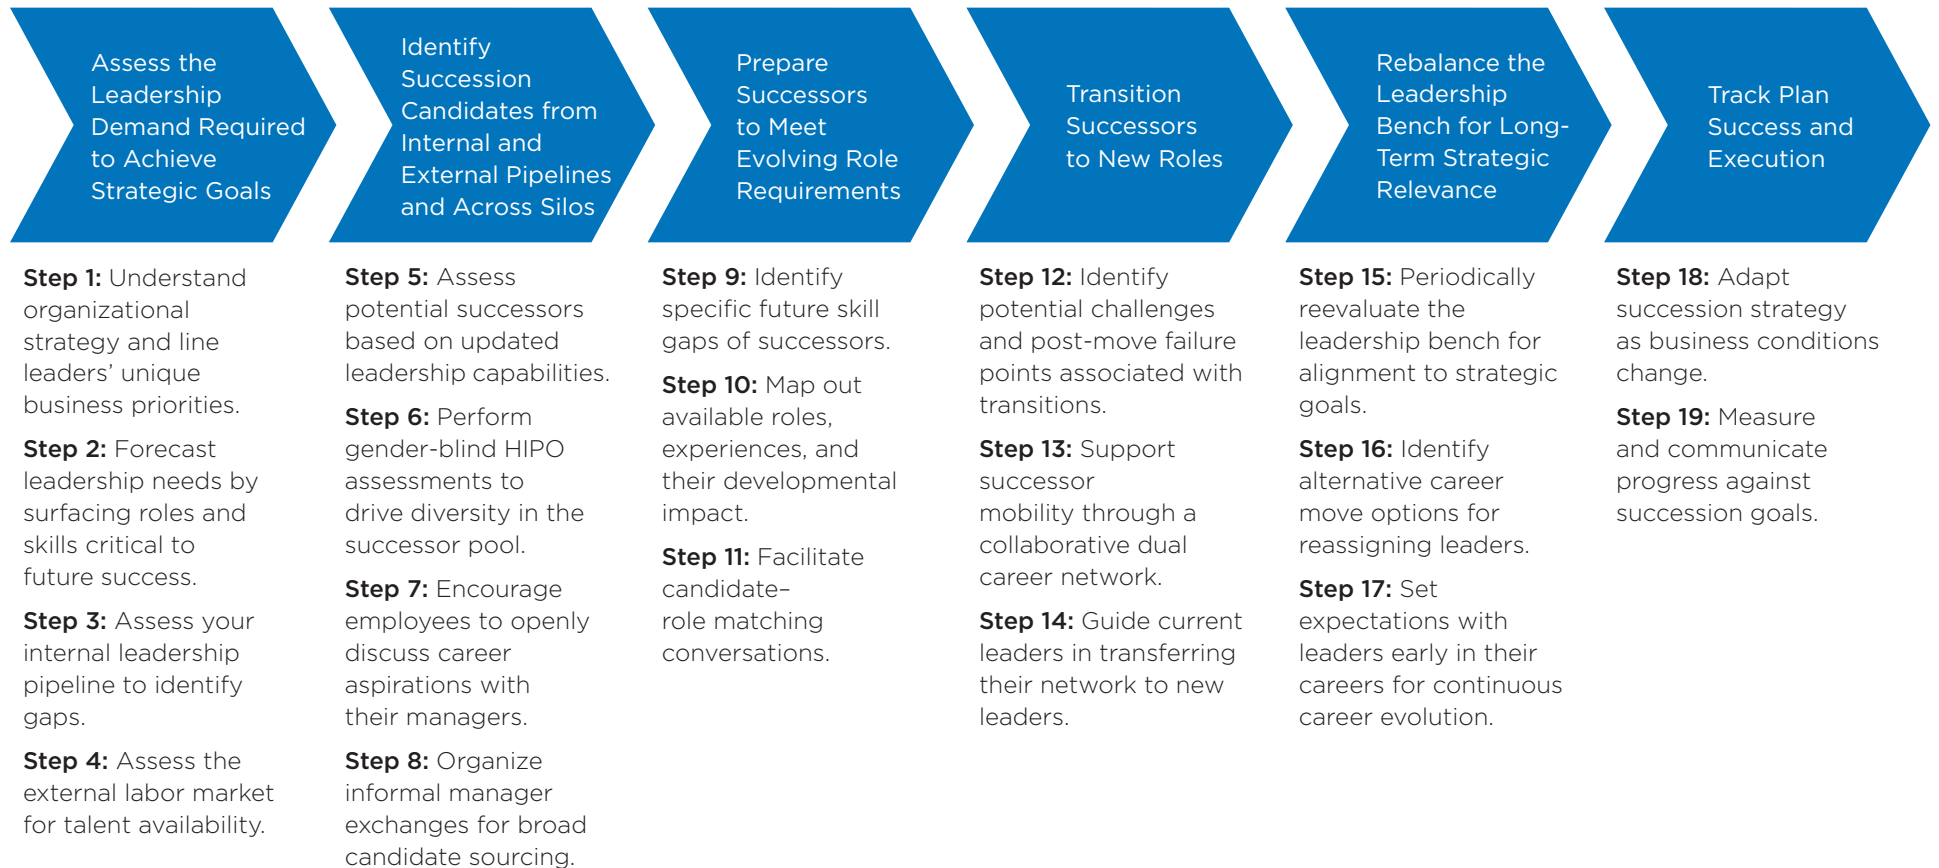 Assess the
Leadership
Demand Required
to Achieve
Strategic Goals
Identify
Succession
Candidates from
Internal and
External Pipelines
and Across Silos
Prepare
Successors
to Meet
Evolving Role
Requirements
Transition
Successors
to New Roles
Rebalance the
Leadership
Bench for Long-
Term Strategic
Relevance
Track Plan
Success and
Execution
Step 1: Understand
organizational
strategy and line
leaders’ unique
business priorities.
Step 2: Forecast
leadership needs by
surfacing roles and
skills critical to
future success.
Step 3: Assess your
internal leadership
pipeline to identify
gaps.
Step 4: Assess the
external labor market
for talent availability.
Step 5: Assess
potential successors
based on updated
leadership capabilities.
Step 6: Perform
gender-blind HIPO
assessments to
drive diversity in the
successor pool.
Step 7: Encourage
employees to openly
discuss career
aspirations with
their managers.
Step 8: Organize
informal manager
exchanges for broad
candidate sourcing.
Step 9: Identify
specific future skill
gaps of successors.
Step 10: Map out
available roles,
experiences, and
their developmental
impact.
Step 11: Facilitate
candidate–
role matching
conversations.
Step 12: Identify
potential challenges
and post-move failure
points associated with
transitions.
Step 13: Support
successor
mobility through a
collaborative dual
career network.
Step 14: Guide current
leaders in transferring
their network to new
leaders.
Step 15: Periodically
reevaluate the
leadership bench for
alignment to strategic
goals.
Step 16: Identify
alternative career
move options for
reassigning leaders.
Step 17: Set
expectations with
leaders early in their
careers for continuous
career evolution.
Step 18: Adapt
succession strategy
as business conditions
change.
Step 19: Measure
and communicate
progress against
succession goals.